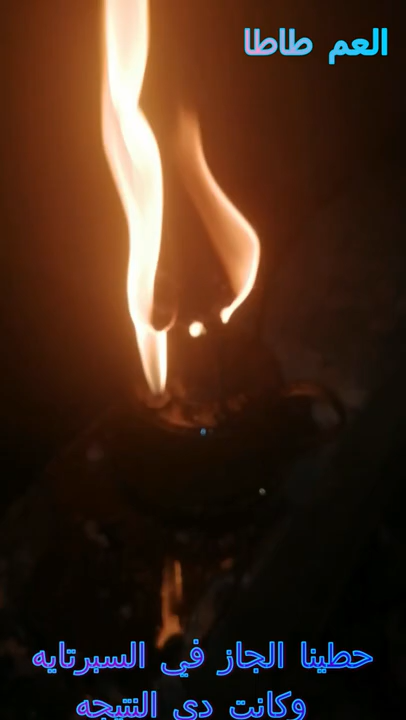 العم طاطا
حطينا الجاز في السبرتايه
وكانت دي النتيجه